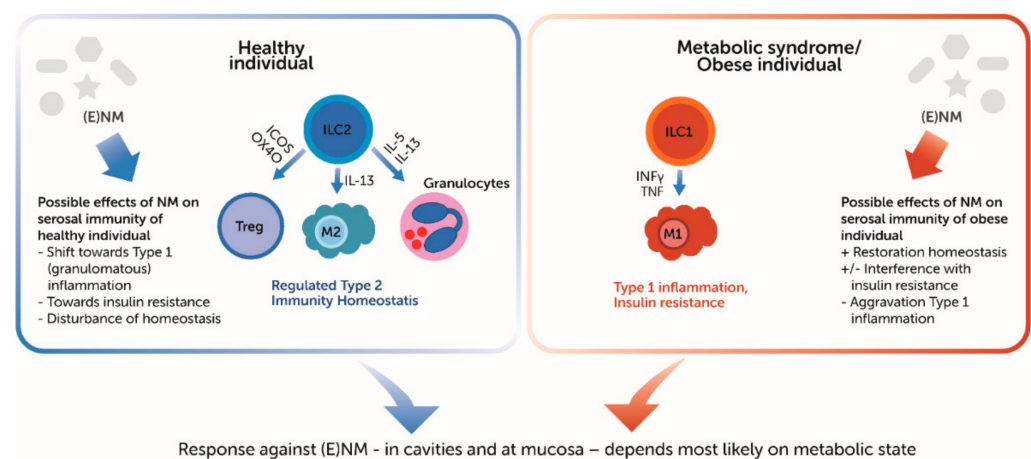 Healthy
individual
(E)NM
ILC2
ICOS
OX4O
IL-13
IL-5
IL-13
Granulocytes
Treg
M2
Possible effects of NM on
serosal immunity of
healthy individual
- Shift towards Type 1
(granulomatous)
inflammation
- Towards insulin resistance
- Disturbance of homeostasis
Regulated Type 2
Immunity Homeostatis
Metabolic syndrome/
Obese individual
(E)NM
ILC1
INFγ
TNF
M1
Type 1 inflammation,
Insulin resistance
Possible effects of NM on
serosal immunity of obese
individual
+ Restoration homeostasis
+/- Interference with
insulin resistance
- Aggravation Type 1
inflammation
Response against (E)NM - in cavities and at mucosa – depends most likely on metabolic state